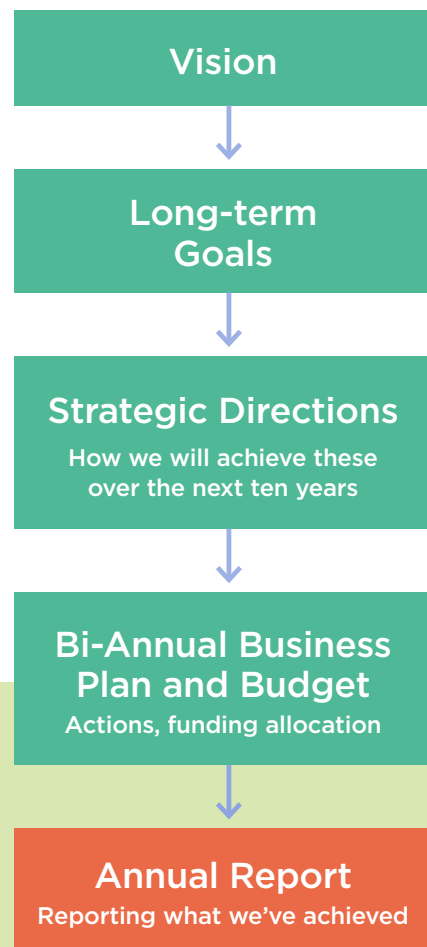 Vision
Long-term
Goals
Strategic Directions
How we will achieve these
over the next ten years
Bi-Annual Business
Plan and Budget
Actions, funding allocation
Annual Report
Reporting what we’ve achieved